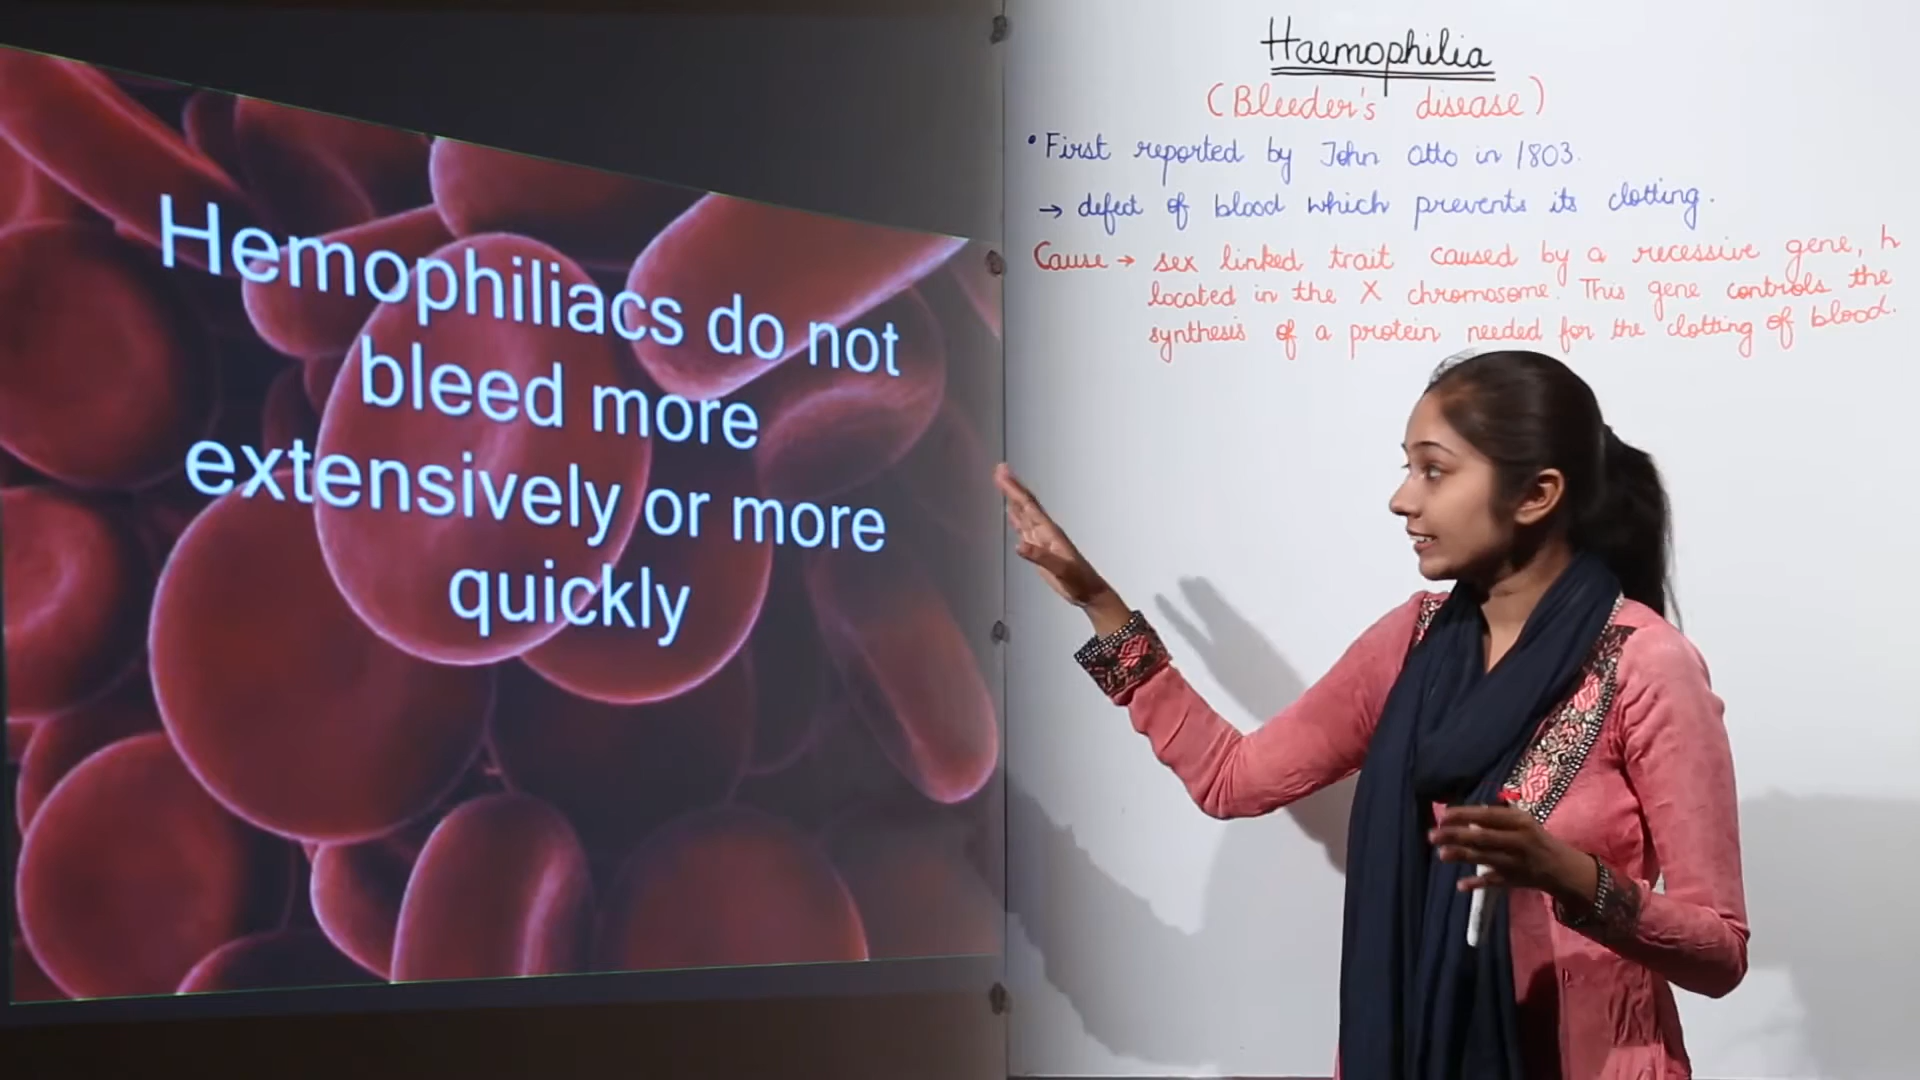 Hemophiliacs do not
bleed more
extensively or more
quickly
Haemophilia
(Bleeder's disease)
• First reported by John Otto in 1803.
→ defect of blood which prevents its clotting.
Cause → sex linked trait caused by a recessive gene, h
located in the X chromosome. This gene controls the
synthesis of a protein needed for the clotting of blood.